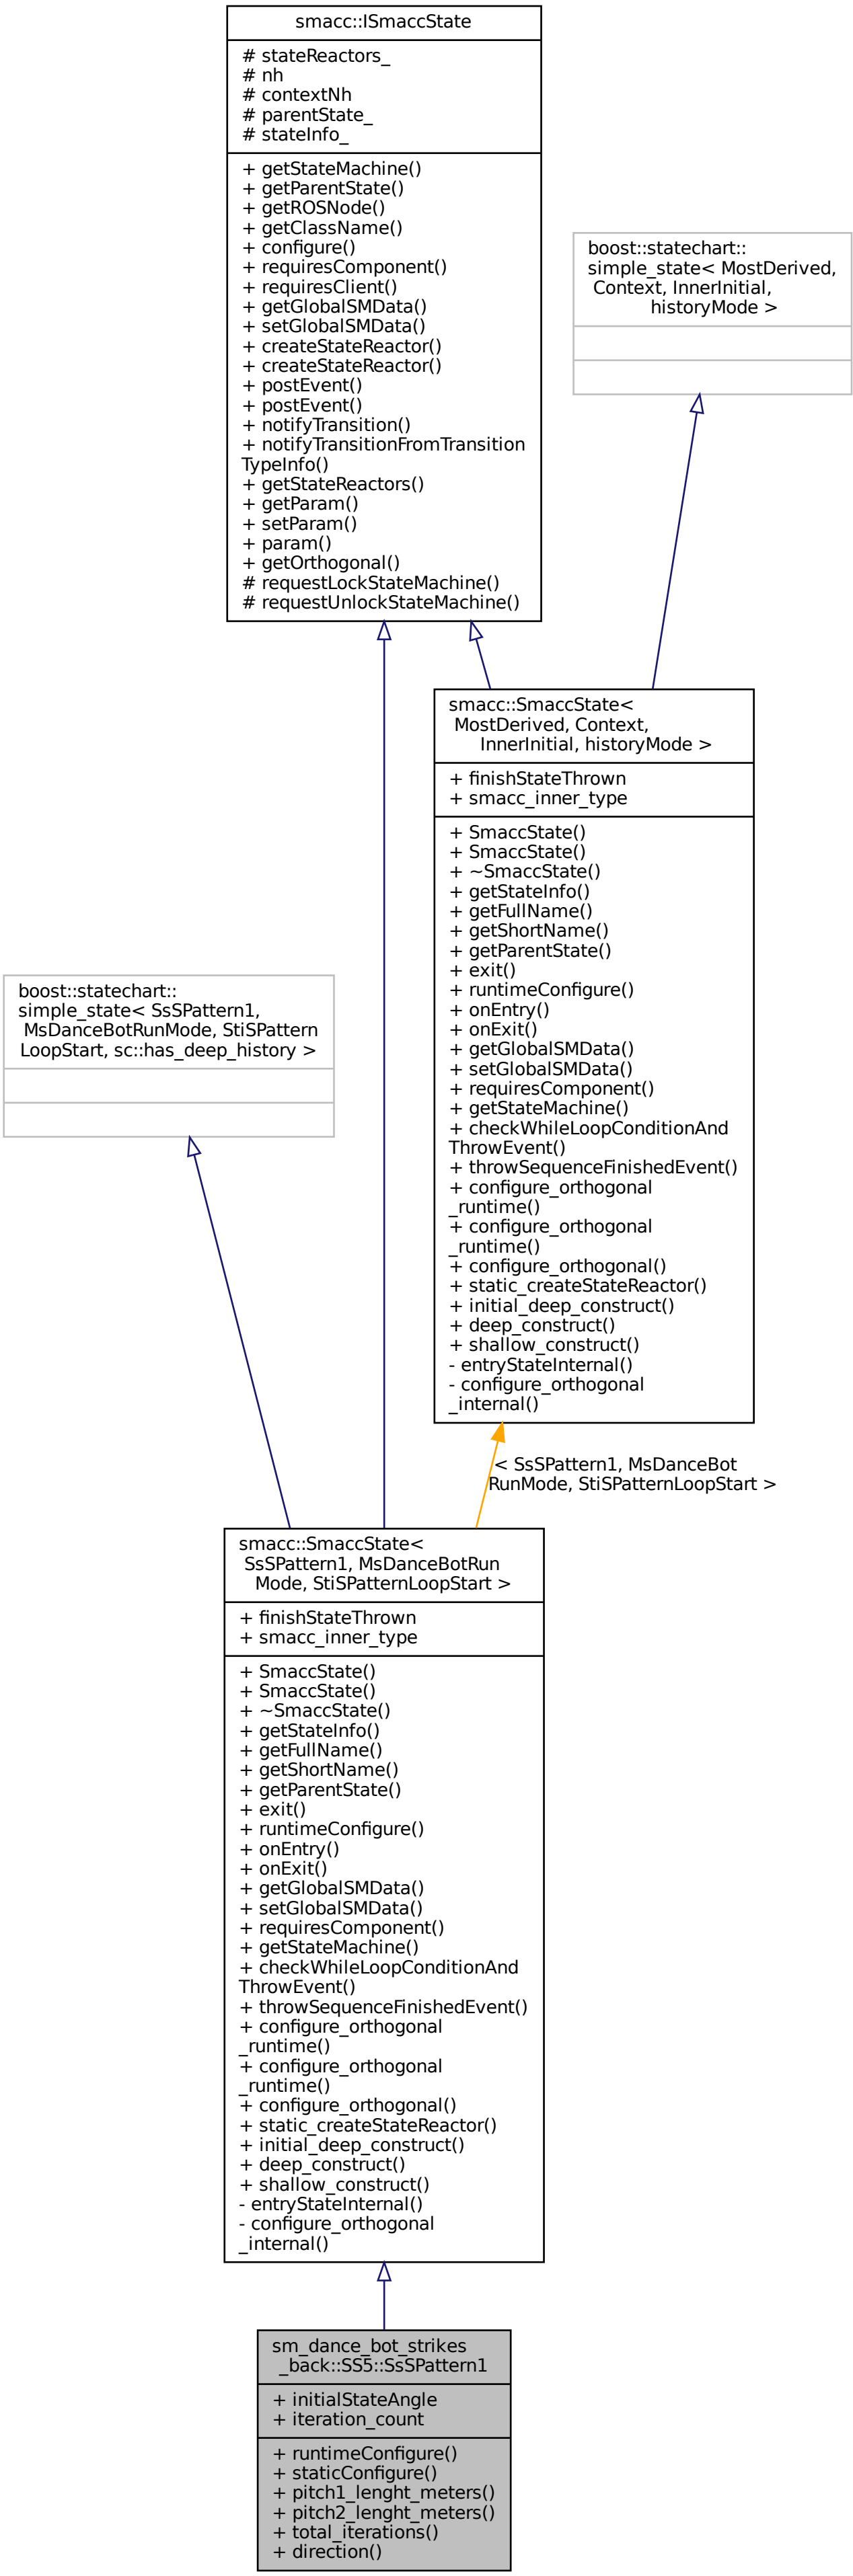 smacc::ISmaccState
# stateReactors_
# nh
# contextNh
# parentState_
# stateInfo_
+ getStateMachine()
+ getParentState()
+ getROSNode()
+ getClassName()
+ configure()
+ requiresComponent()
+ requiresClient()
+ getGlobalSMData()
+ setGlobalSMData()
+ createStateReactor()
+ createStateReactor()
+ postEvent()
+ postEvent()
+ notifyTransition()
+ notifyTransitionFromTransition
TypeInfo()
+ getStateReactors()
+ getParam()
+ setParam()
+ param()
+ getOrthogonal()
# requestLockStateMachine()
# requestUnlockStateMachine()
boost::statechart::
simple_state< MostDerived,
Context, InnerInitial,
historyMode >
smacc::SmaccState<
MostDerived, Context,
InnerInitial, historyMode >
+ finishStateThrown
+ smacc_inner_type
+ SmaccState()
+ SmaccState()
+ ~SmaccState()
+ getStateInfo()
+ getFullName()
+ getShortName()
+ getParentState()
+ exit()
+ runtimeConfigure()
+ onEntry()
+ onExit()
+ getGlobalSMData()
+ setGlobalSMData()
+ requiresComponent()
+ getStateMachine()
+ checkWhileLoopConditionAnd
ThrowEvent()
+ throwSequenceFinishedEvent()
+ configure_orthogonal
_runtime()
+ configure_orthogonal
_runtime()
+ configure_orthogonal()
+ static_createStateReactor()
+ initial_deep_construct()
+ deep_construct()
+ shallow_construct()
- entryStateInternal()
- configure_orthogonal
_internal()
boost::statechart::
simple_state< SsSPattern1,
MsDanceBotRunMode, StiSPattern
LoopStart, sc::has_deep_history >
< SsSPattern1, MsDanceBot
RunMode, StiSPatternLoopStart >
smacc::SmaccState<
SsSPattern1, MsDanceBotRun
Mode, StiSPatternLoopStart >
+ finishStateThrown
+ smacc_inner_type
+ SmaccState()
+ SmaccState()
+ ~SmaccState()
+ getStateInfo()
+ getFullName()
+ getShortName()
+ getParentState()
+ exit()
+ runtimeConfigure()
+ onEntry()
+ onExit()
+ getGlobalSMData()
+ setGlobalSMData()
+ requiresComponent()
+ getStateMachine()
+ checkWhileLoopConditionAnd
ThrowEvent()
+ throwSequenceFinishedEvent()
+ configure_orthogonal
_runtime()
+ configure_orthogonal
_runtime()
+ configure_orthogonal()
+ static_createStateReactor()
+ initial_deep_construct()
+ deep_construct()
+ shallow_construct()
- entryStateInternal()
- configure_orthogonal
_internal()
sm_dance_bot_strikes
_back::SS5::SsSPattern1
+ initialStateAngle
+ iteration_count
+ runtimeConfigure()
+ staticConfigure()
+ pitch1_lenght_meters()
+ pitch2_lenght_meters()
+ total_iterations()
+ direction()